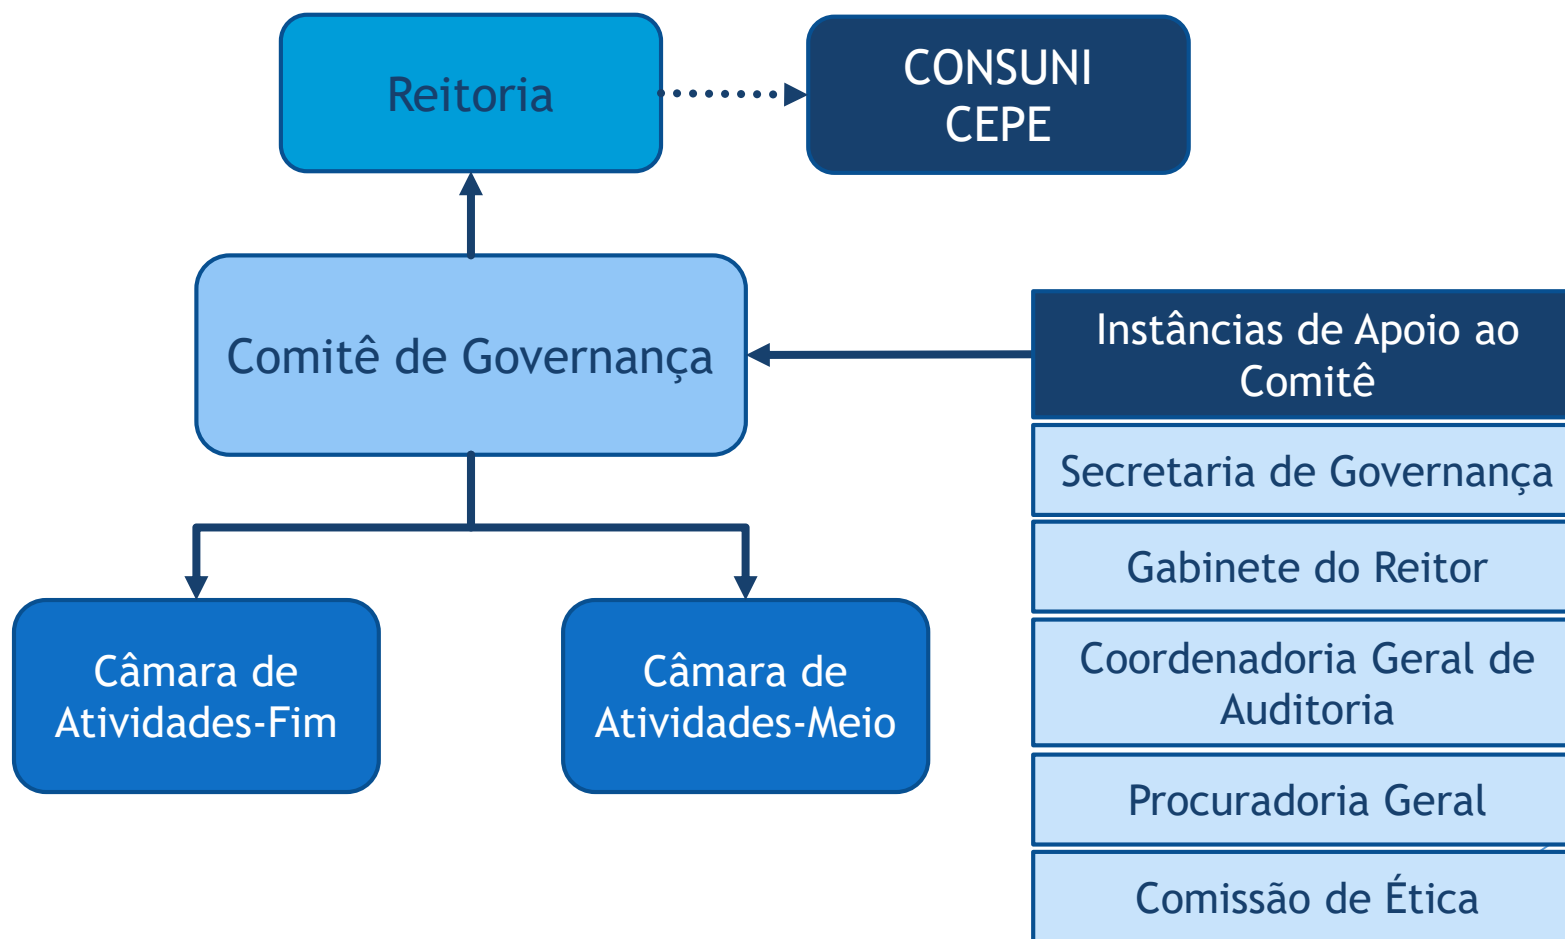 Reitoria
CONSUNI
CEPE
Comitê de Governança
Instâncias de Apoio ao
Comitê
Secretaria de Governança
Gabinete do Reitor
Coordenadoria Geral de
Auditoria
Procuradoria Geral
Comissão de Ética
Câmara de
Atividades-Fim
Câmara de
Atividades-Meio